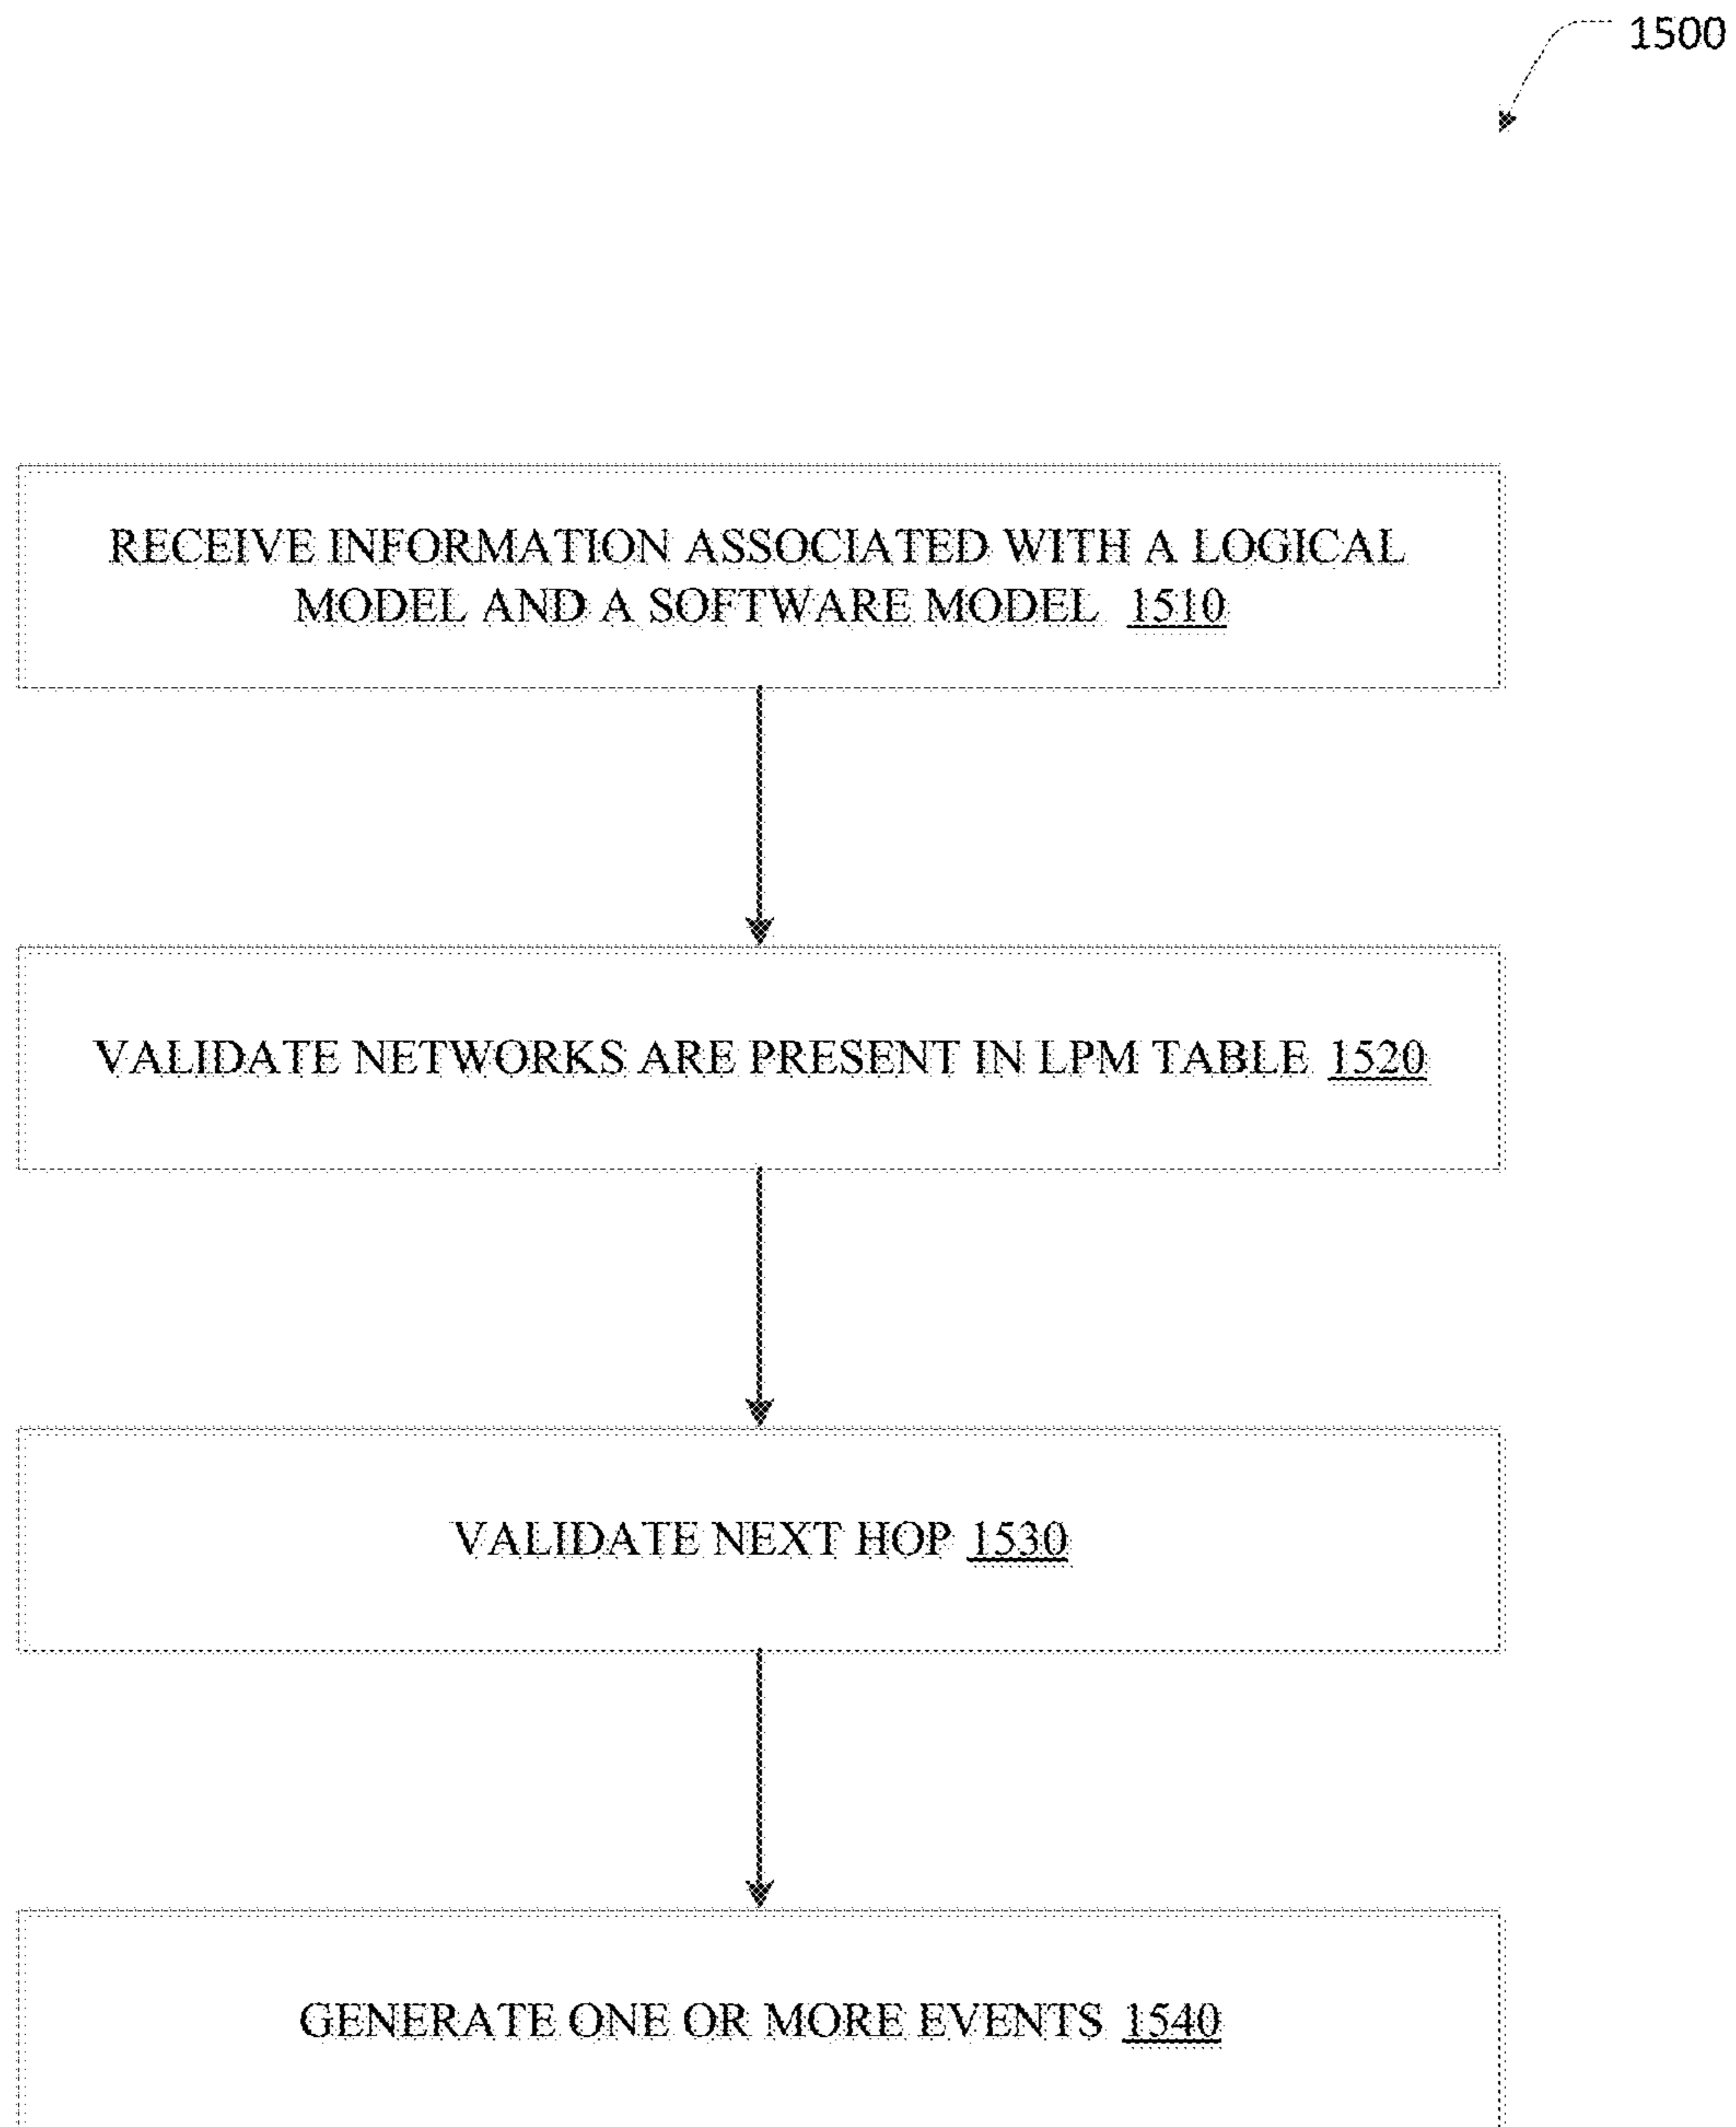 1500
RECEIVE INFORMATION ASSOCIATED WITH A LOGICAL
MODEL AND A SOFTWARE MODEL 1510
VALIDATE NETWORKS ARE PRESENT IN LPM TABLE 1520
VALIDATE NEXT HOP 1530
GENERATE ONE OR MORE EVENTS 1540